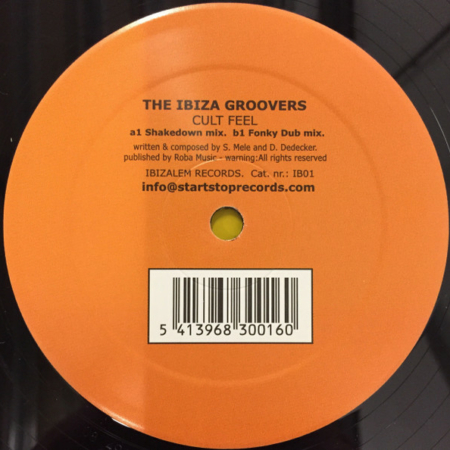 THE IBIZA GROOVERS
CULT FEEL
a1 Shakedown mix. b1 Fonky Dub mix.
written & composed by S. Mele and D. Dedecker.
published by Roba Music - warning:All rights reserved
IBIZALEM RECORDS. Cat. nr.: IB01
info@startstoprecords.com
5 413968 300160